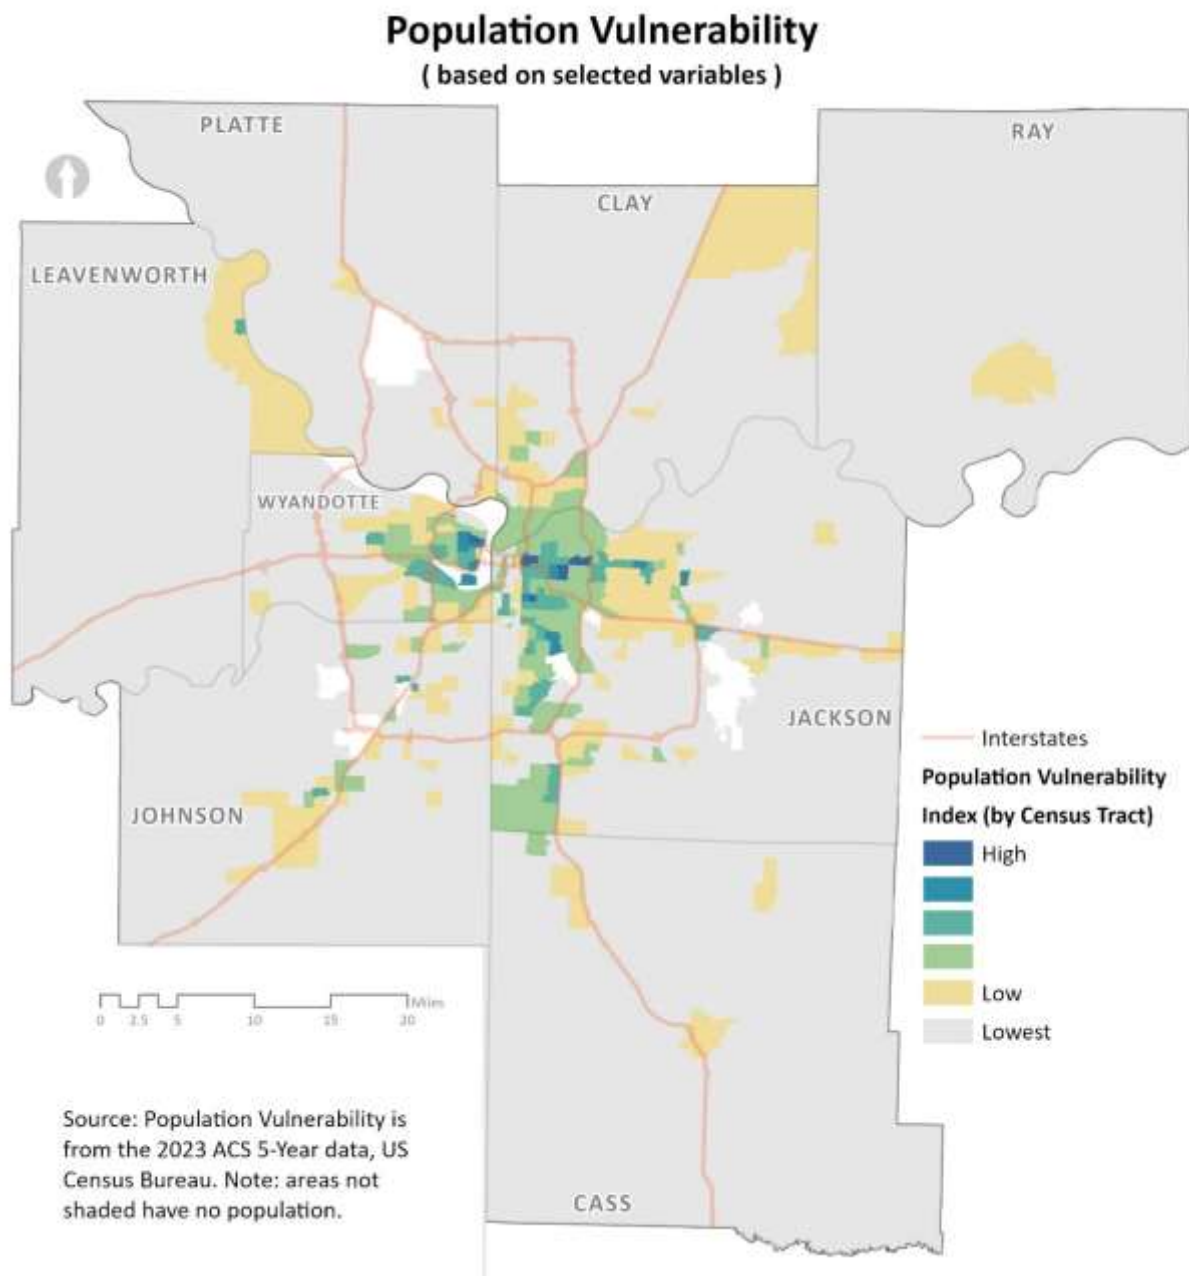 Population Vulnerability
( based on selected variables )
PLATTE
RAY
CLAY
LEAVENWORTH
WYANDOTTE
JACKSON
Interstates
Population Vulnerability
Index (by Census Tract)
JOHNSON
High
Low
Lowest
Miles
0 2.5 5 10 15 20
Source: Population Vulnerability is
from the 2023 ACS 5-Year data, US
Census Bureau. Note: areas not
shaded have no population.
CASS